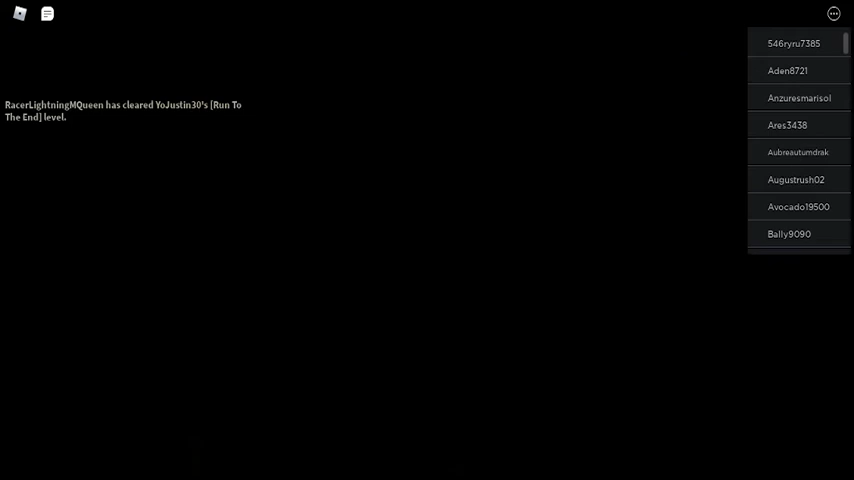 RacerLightningMQueen has cleared YoJustin30's [Run To
The End] level.
546ryru7385
Aden8721
Anzuresmarisol
Ares3438
Aubreautumdrak
Augustrush02
Avocado19500
Bally9090